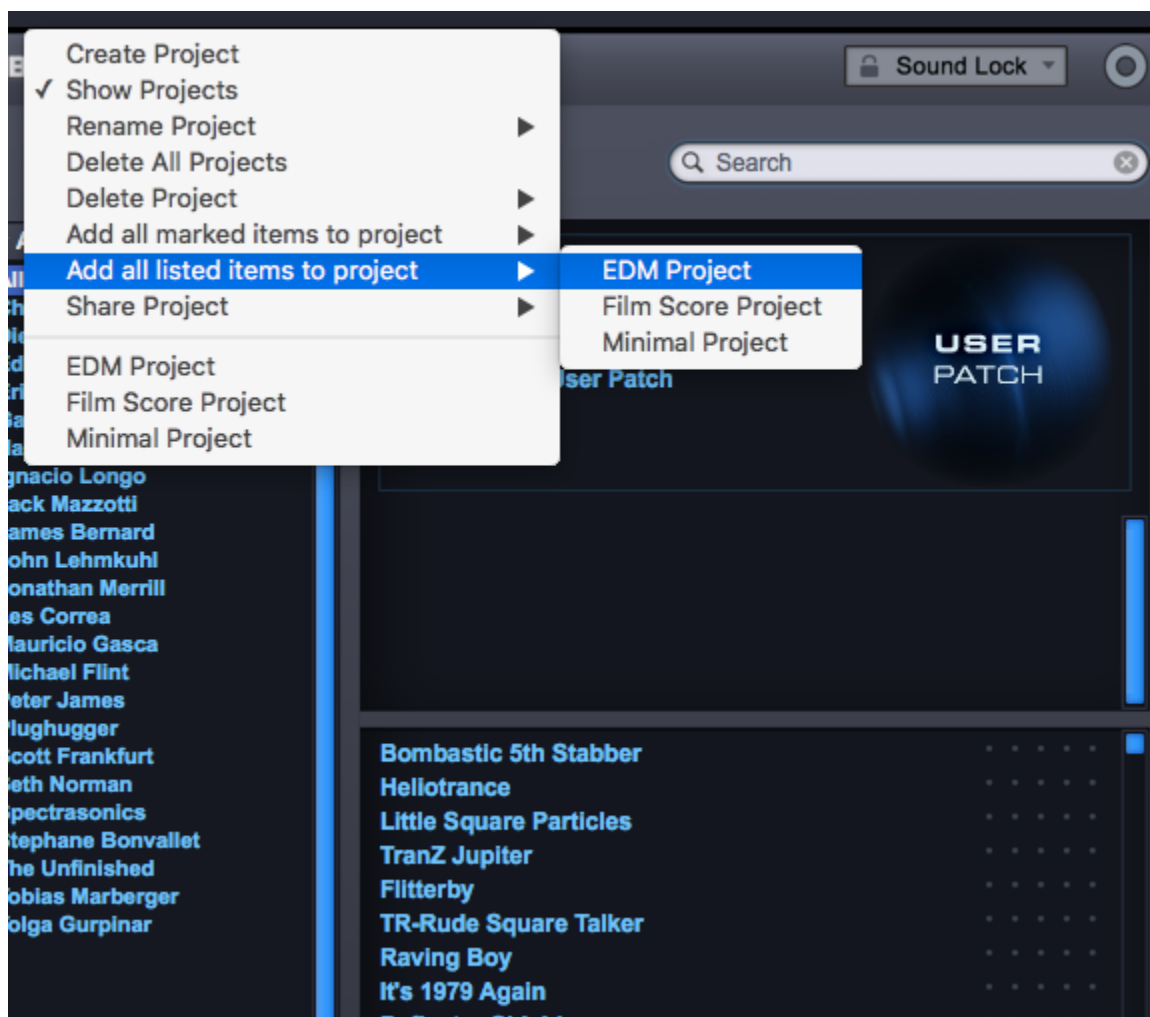 Create Project
✓ Show Projects
Rename Project
Delete All Projects
Delete Project
Add all marked items to project
Add all listed items to project
Share Project
EDM Project
Film Score Project
Minimal Project
EDM Project
Film Score Project
Minimal Project
Sound Lock
Search
USER
PATCH
User Patch
gnacio Longo
ack Mazzotti
ames Bernard
ohn Lehmkuhl
onathan Merrill
es Correa
auricio Gasca
ichael Flint
eter James
lughugger
cott Frankfurt
eth Norman
pectrasonics
tephane Bonvallet
he Unfinished
obias Marberger
olga Gurpinar
Bombastic 5th Stabber
Heliotrance
Little Square Particles
TranZ Jupiter
Flitterby
TR-Rude Square Talker
Raving Boy
It's 1979 Again